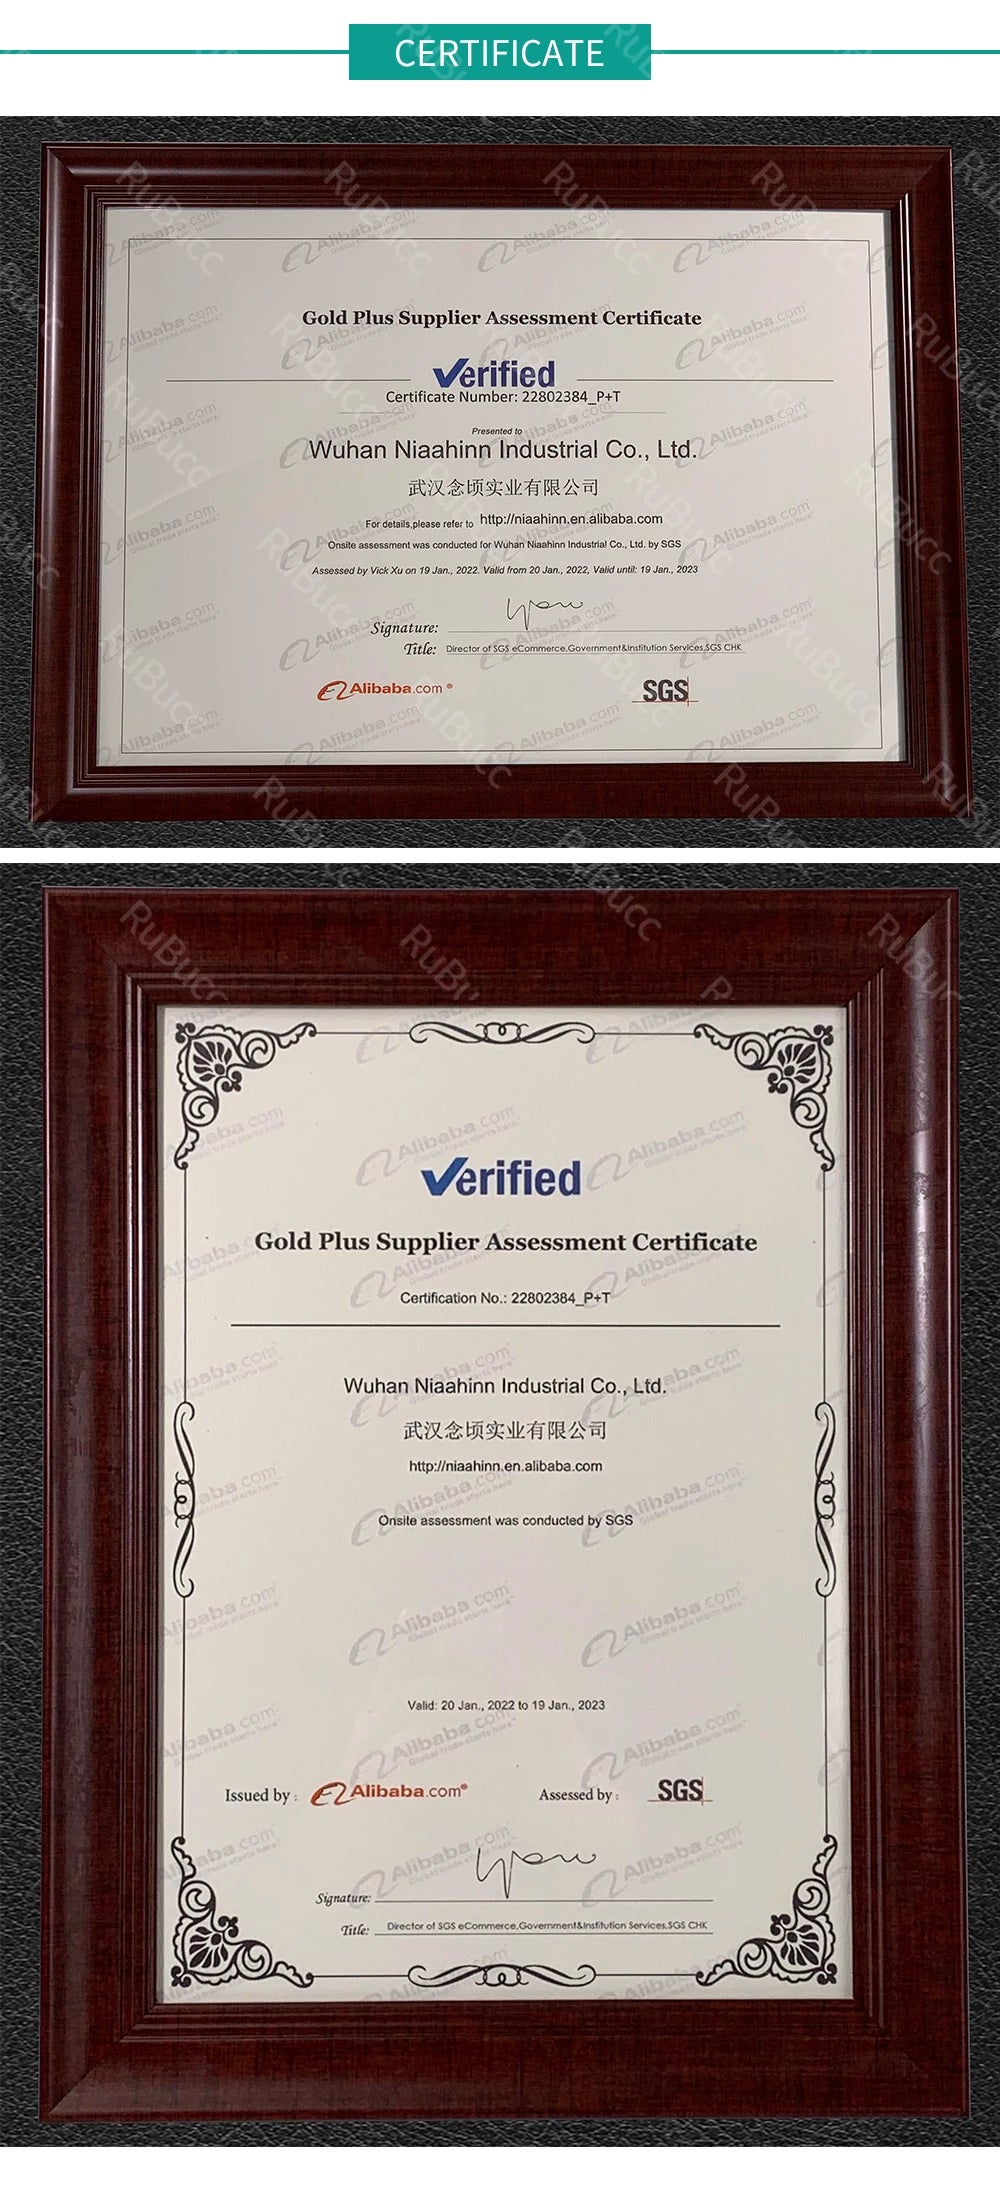 CERTIFICATE
Gold Plus Supplier Assessment Certificate
Verified
Certificate Number: 22802384_P+T
Presented to
Wuhan Niaahinn Industrial Co., Ltd.
武汉念顷实业有限公司
For details,please refer to http://niaahinn.en.alibaba.com
Onsite assessment was conducted for Wuhan Niaahinn Industrial Co., Ltd. by SGS
Assessed by Vick Xu on 19 Jan., 2022. Valid from 20 Jan., 2022, Valid until: 19 Jan., 2023
Signature:
Title: Director of SGS eCommerce,Government&Institution Services,SGS CHK
Alibaba.com® SGS
Verified
Gold Plus Supplier Assessment Certificate
Certification No.: 22802384_P+T
Wuhan Niaahinn Industrial Co., Ltd.
武汉念顷实业有限公司
http://niaahinn.en.alibaba.com
Onsite assessment was conducted by SGS
Valid: 20 Jan., 2022 to 19 Jan., 2023
Issued by : Alibaba.com® Assessed by : SGS
Signature:
Title: Director of SGS eCommerce,Government&Institution Services,SGS CHK
RuBucc
Alibaba.com
Global trade starts here